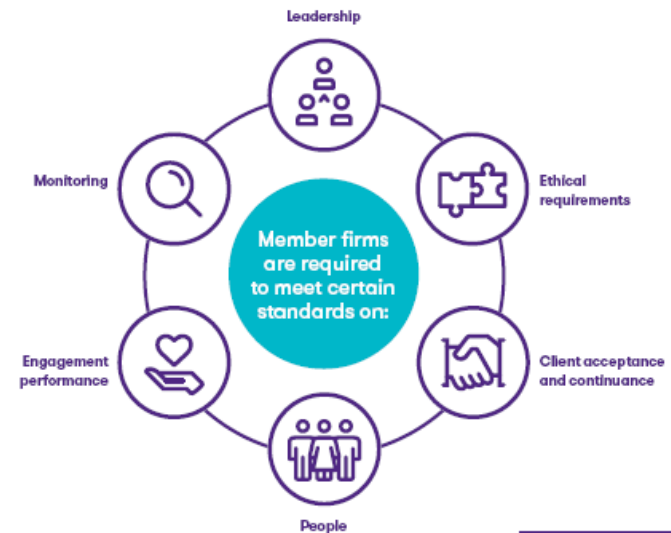 Leadership
Monitoring
Ethical
requirements
Member firms
are required
to meet certain
standards on:
Engagement
performance
Client acceptance
and continuance
People